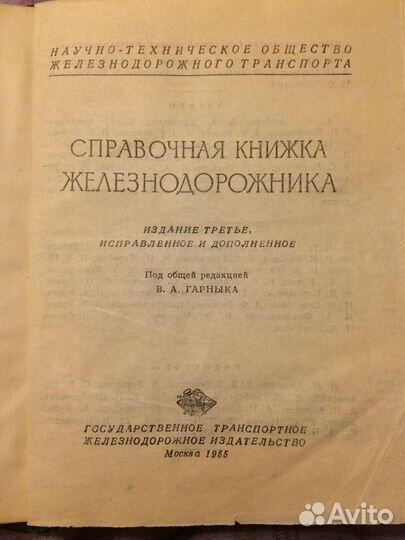 НАУЧНО-ТЕХНИЧЕСКОЕ ОБЩЕСТВО
ЖЕЛЕЗНОДОРОЖНОГО ТРАНСПОРТА
СПРАВОЧНАЯ КНИЖКА
ЖЕЛЕЗНОДОРОЖНИКА
ИЗДАНИЕ ТРЕТЬЕ,
ИСПРАВЛЕННОЕ И ДОПОЛНЕННОЕ
Под общей редакцией
В. А. ГАРНЫКА
ГОСУДАРСТВЕННОЕ ТРАНСПОРТНОЕ
ЖЕЛЕЗНОДОРОЖНОЕ ИЗДАТЕЛЬСТВО
Москва 1955
Avito